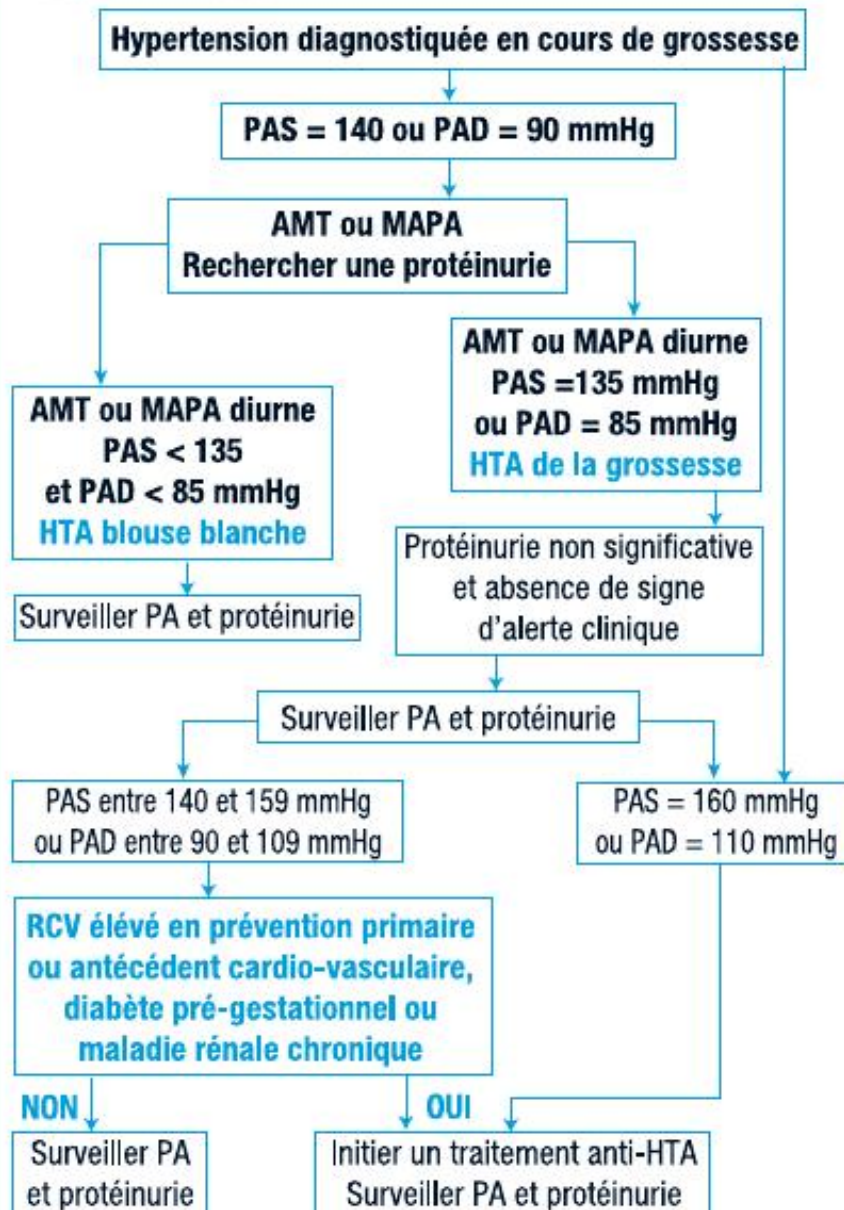 Hypertension diagnostiquée en cours de grossesse
PAS = 140 ou PAD = 90 mmHg
AMT ou MAPA
Rechercher une protéinurie
AMT ou MAPA diurne
PAS < 135
et PAD < 85 mmHg
HTA blouse blanche
Surveiller PA et protéinurie
AMT ou MAPA diurne
PAS =135 mmHg
ou PAD = 85 mmHg
HTA de la grossesse
Protéinurie non significative
et absence de signe
d'alerte clinique
Surveiller PA et protéinurie
PAS entre 140 et 159 mmHg
ou PAD entre 90 et 109 mmHg
PAS = 160 mmHg
ou PAD = 110 mmHg
RCV élévé en prévention primaire
ou antécédent cardio-vasculaire,
diabète pré-gestationnel ou
maladie rénale chronique
NON
OUI
Surveiller PA
et protéinurie
Initier un traitement anti-HTA
Surveiller PA et protéinurie